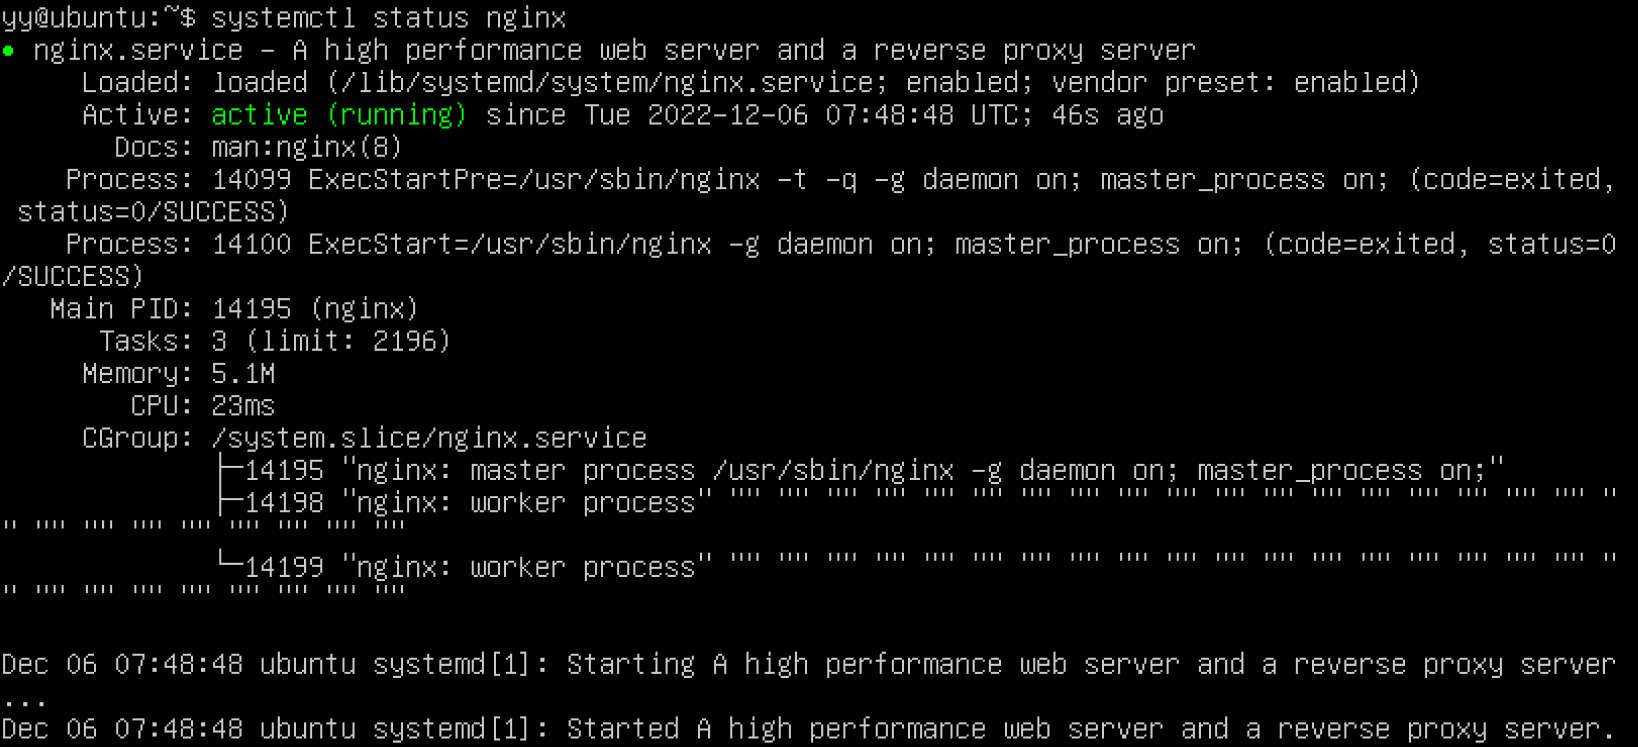 yy@ubuntu:~$ systemctl status nginx
● nginx.service - A high performance web server and a reverse proxy server
     Loaded: loaded (/lib/systemd/system/nginx.service; enabled; vendor preset: enabled)
     Active: active (running) since Tue 2022-12-06 07:48:48 UTC; 46s ago
       Docs: man:nginx(8)
    Process: 14099 ExecStartPre=/usr/sbin/nginx -t -q -g daemon on; master_process on; (code=exited,
 status=0/SUCCESS)
    Process: 14100 ExecStart=/usr/sbin/nginx -g daemon on; master_process on; (code=exited, status=0
/SUCCESS)
   Main PID: 14195 (nginx)
      Tasks: 3 (limit: 2196)
     Memory: 5.1M
        CPU: 23ms
     CGroup: /system.slice/nginx.service
             ├─14195 "nginx: master process /usr/sbin/nginx -g daemon on; master_process on;"
             ├─14198 "nginx: worker process" "" "" "" "" "" "" "" "" "" "" "" "" "" "" "" "" "" "" "
" "" "" "" "" "" "" "" ""
             └─14199 "nginx: worker process" "" "" "" "" "" "" "" "" "" "" "" "" "" "" "" "" "" "" "
" "" "" "" "" "" "" "" ""
Dec 06 07:48:48 ubuntu systemd[1]: Starting A high performance web server and a reverse proxy server
...
Dec 06 07:48:48 ubuntu systemd[1]: Started A high performance web server and a reverse proxy server.